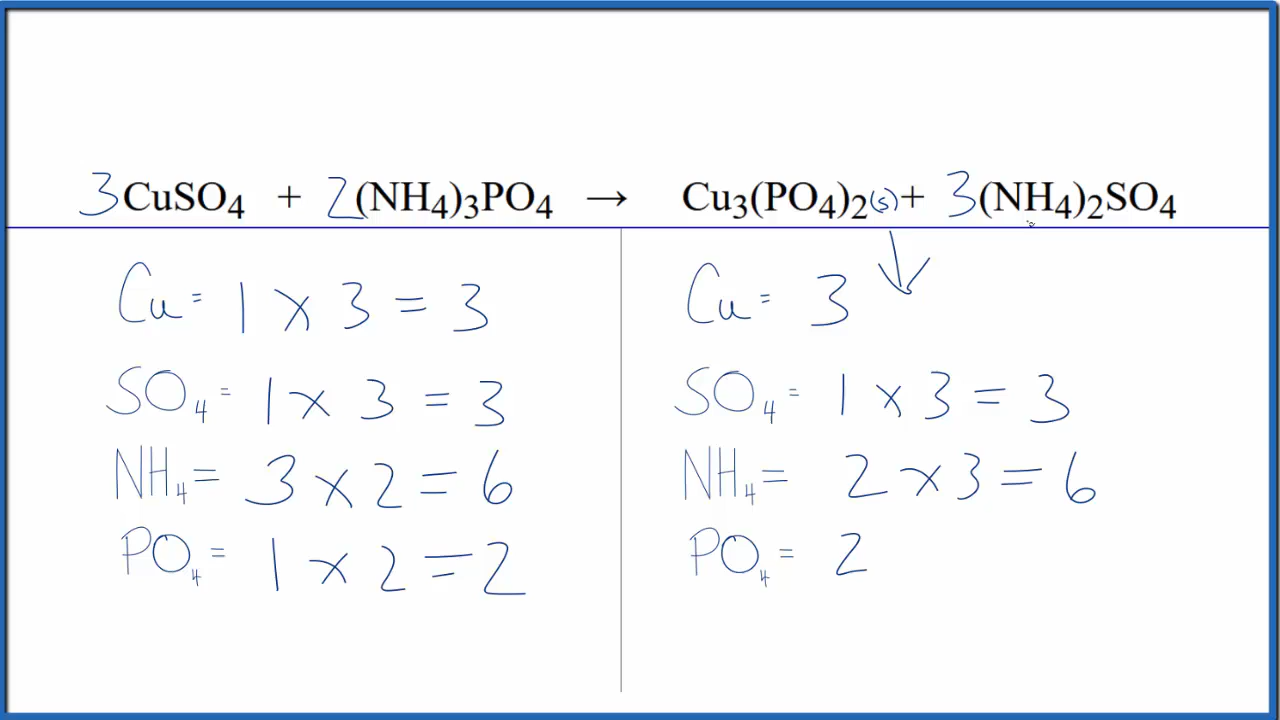 3CuSO4 + 2(NH4)3PO4 → Cu3(PO4)2(s) + 3(NH4)2SO4
Cu = 1 x 3 = 3
SO4 = 1 x 3 = 3
NH4 = 3 x 2 = 6
PO4 = 1 x 2 = 2
Cu = 3 ↓
SO4 = 1 x 3 = 3
NH4 = 2 x 3 = 6
PO4 = 2